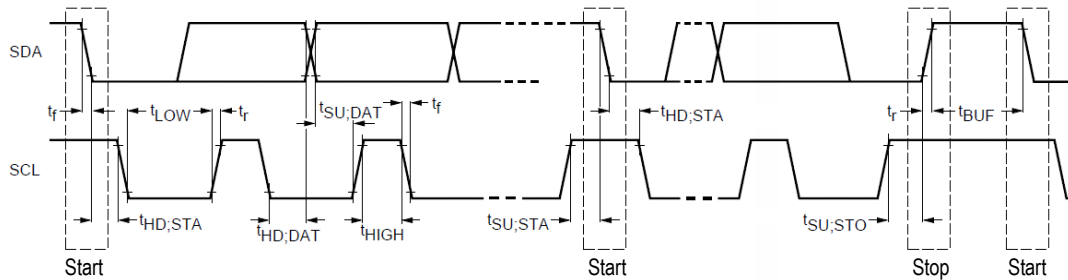 SDA
t_f t_LOW t_r t_SU;DAT t_f t_HD;STA t_r t_BUF
SCL
t_HD;STA t_HD;DAT t_HIGH t_SU;STA t_SU;STO
Start Start Stop Start